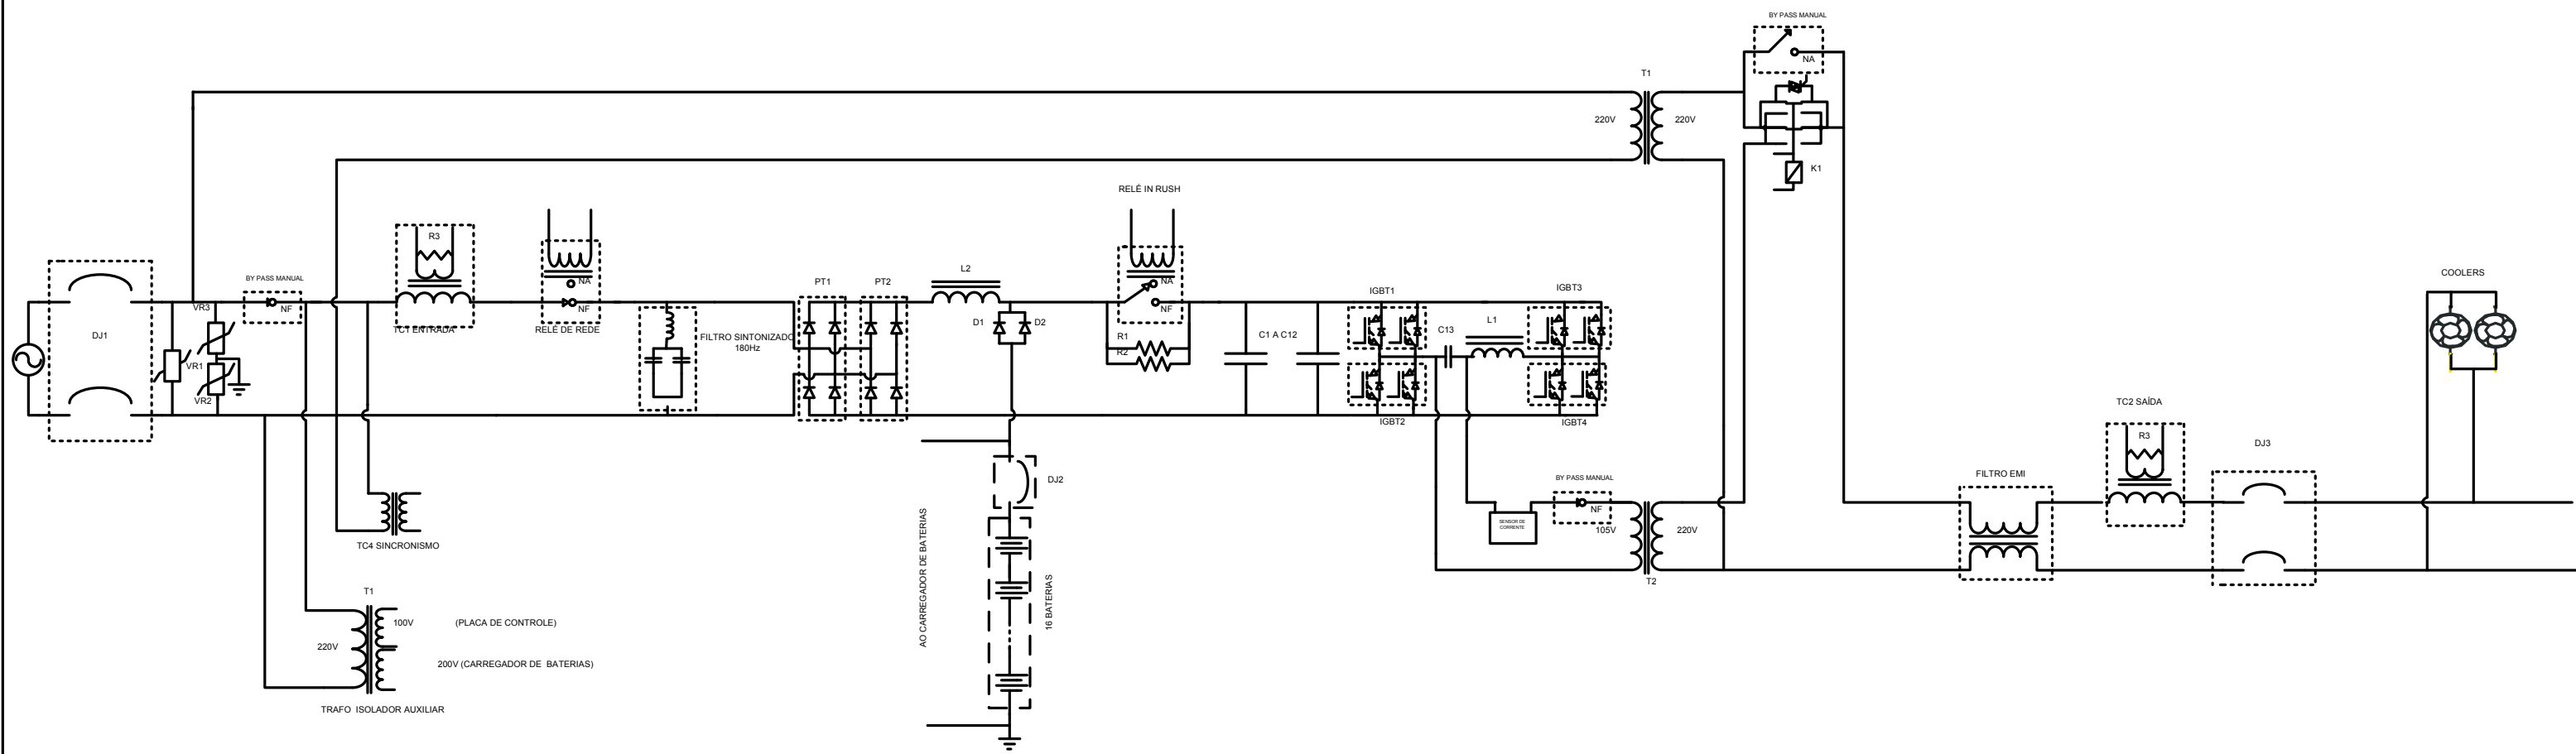 BY PASS MANUAL
NA
T1
220V
220V
K1
RELÉ IN RUSH
R3
BY PASS MANUAL
NF
VR3
TC1 ENTRADA
NA
NF
RELÉ DE REDE
PT1
PT2
L2
D1
D2
NA
NF
R1
R2
C1 A C12
IGBT1
IGBT3
C13
L1
IGBT2
IGBT4
COOLERS
DJ1
VR1
VR2
FILTRO SINTONIZADO
180Hz
TC2 SAÍDA
R3
DJ3
FILTRO EMI
DJ2
BY PASS MANUAL
NF
SENSOR DE
CORRENTE
105V
220V
T2
TC4 SINCRONISMO
AO CARREGADOR DE BATERIAS
16 BATERIAS
T1
100V
(PLACA DE CONTROLE)
220V
200V (CARREGADOR DE BATERIAS)
TRAFO ISOLADOR AUXILIAR